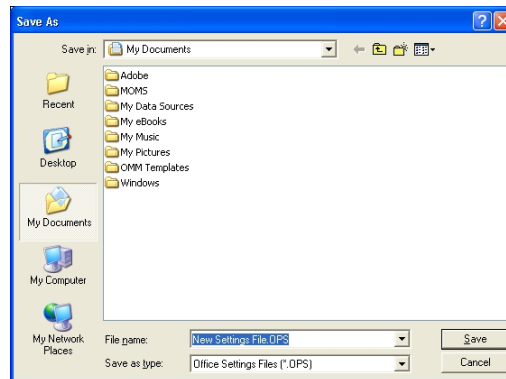 Save As
Save in: My Documents
Adobe
MOMS
My Data Sources
My eBooks
My Music
My Pictures
OMM Templates
Windows
Recent
Desktop
My Documents
My Computer
My Network
Places
File name: New Settings File.OPS Save
Save as type: Office Settings Files (*.OPS) Cancel